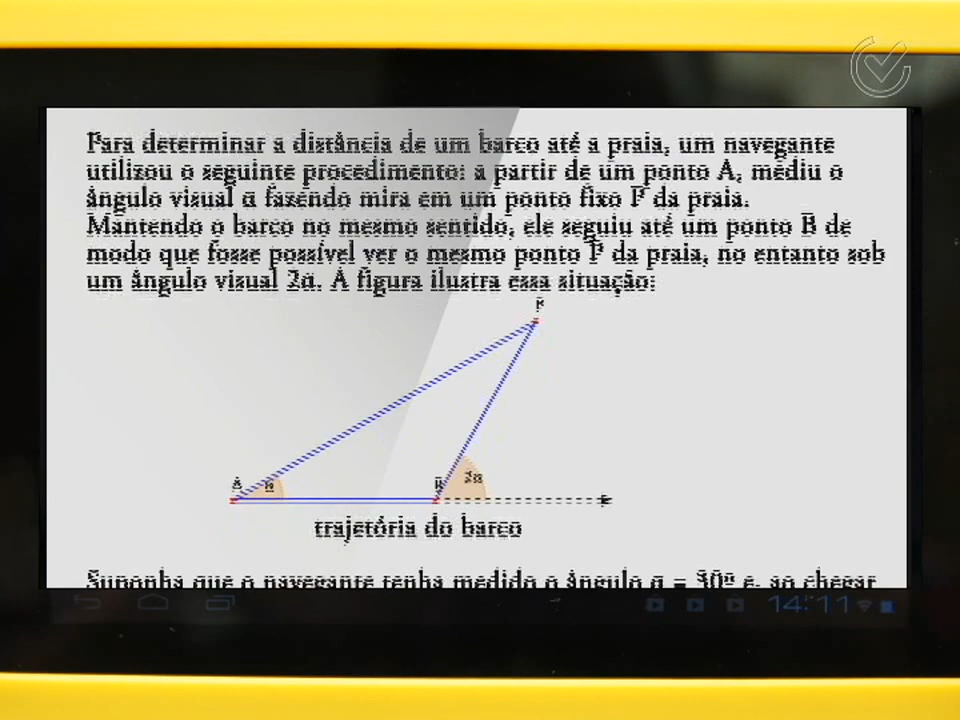 Para determinar a distância de um barco até a praia, um navegante
utilizou o seguinte procedimento: a partir de um ponto A, mediu o
ângulo visual α fazendo mira em um ponto fixo P da praia.
Mantendo o barco no mesmo sentido, ele seguiu até um ponto B de
modo que fosse possível ver o mesmo ponto P da praia, no entanto sob
um ângulo visual 2α. A figura ilustra essa situação:
P
A
α
B
2α
trajetória do barco
Suponha que o navegante tenha medido o ângulo α = 30º e, ao chegar
14:11